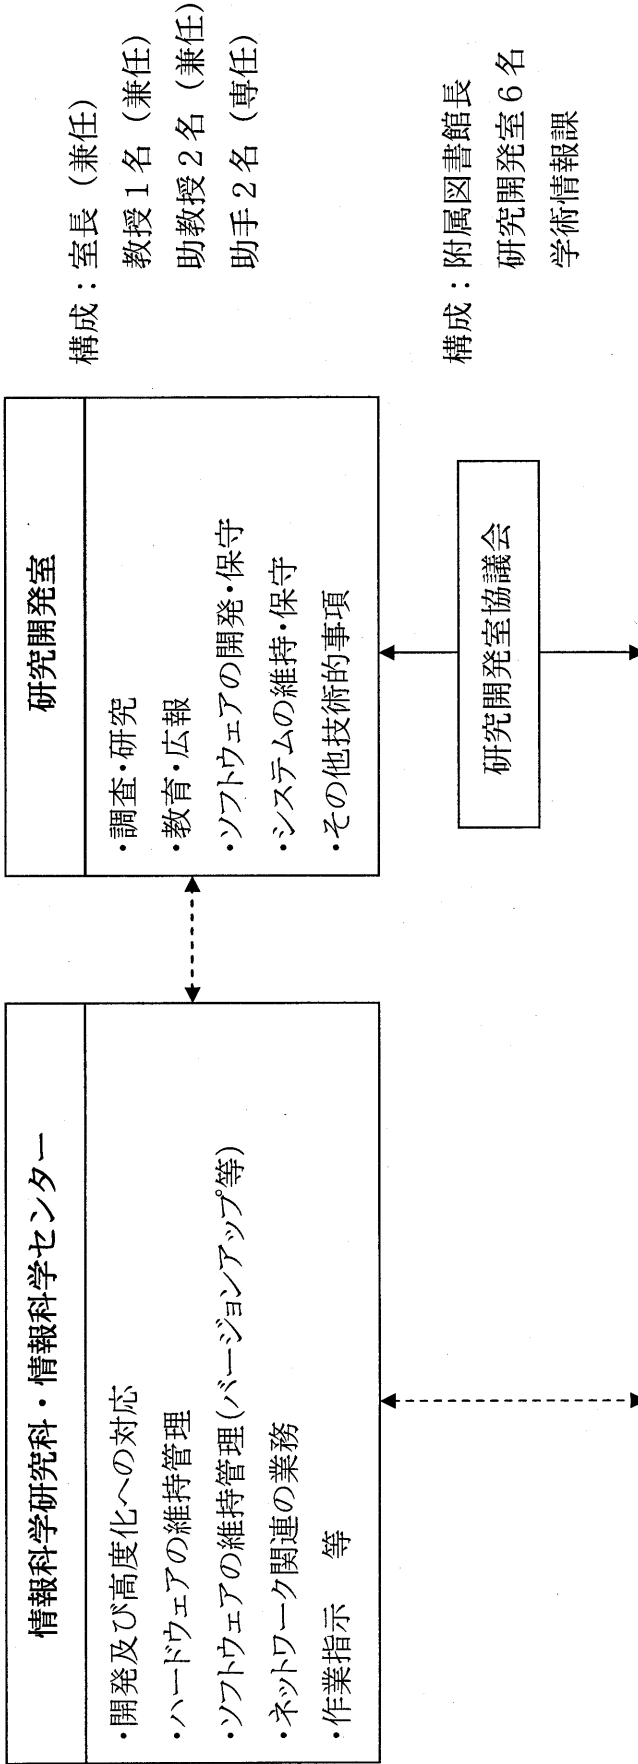 情報科学研究科・情報科学センター
・開発及び高度化への対応
・ハードウェアの維持管理
・ソフトウェアの維持管理(バージョンアップ等)
・ネットワーク関連の業務
・作業指示　等
研究開発室
・調査・研究
・教育・広報
・ソフトウェアの開発・保守
・システムの維持・保守
・その他技術的事項
構成：室長（兼任）
教授１名（兼任）
助教授２名（兼任）
助手２名（専任）
研究開発室協議会
構成：附属図書館長
研究開発室６名
学術情報課